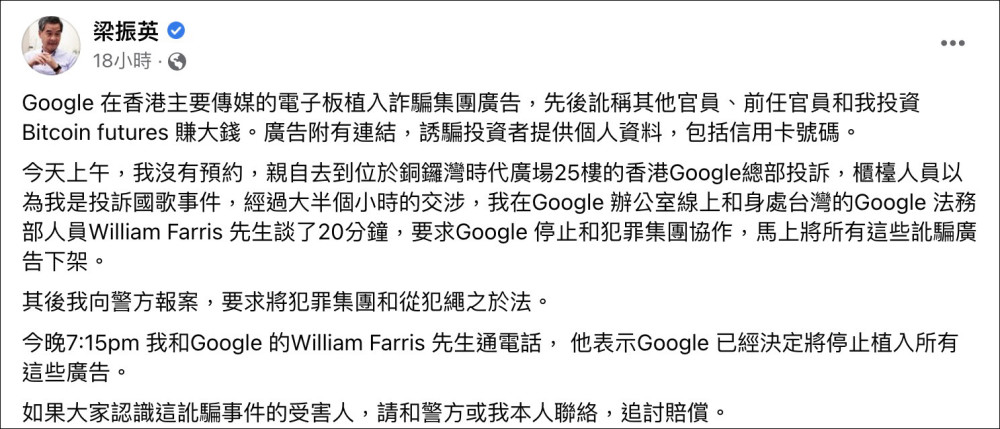 梁振英
18小時 ·
Google 在香港主要傳媒的電子板植入詐騙集團廣告，先後訛稱其他官員、前任官員和我投資
Bitcoin futures 賺大錢。廣告附有連結，誘騙投資者提供個人資料，包括信用卡號碼。
今天上午，我沒有預約，親自去到位於銅鑼灣時代廣場25樓的香港Google總部投訴，櫃檯人員以
為我是投訴國歌事件，經過大半個小時的交涉，我在Google 辦公室線上和身處台灣的Google 法務
部人員William Farris 先生談了20分鐘，要求Google 停止和犯罪集團協作，馬上將所有這些訛騙廣
告下架。
其後我向警方報案，要求將犯罪集團和從犯繩之於法。
今晚7:15pm 我和Google 的William Farris 先生通電話， 他表示Google 已經決定將停止植入所有
這些廣告。
如果大家認識這訛騙事件的受害人，請和警方或我本人聯絡，追討賠償。